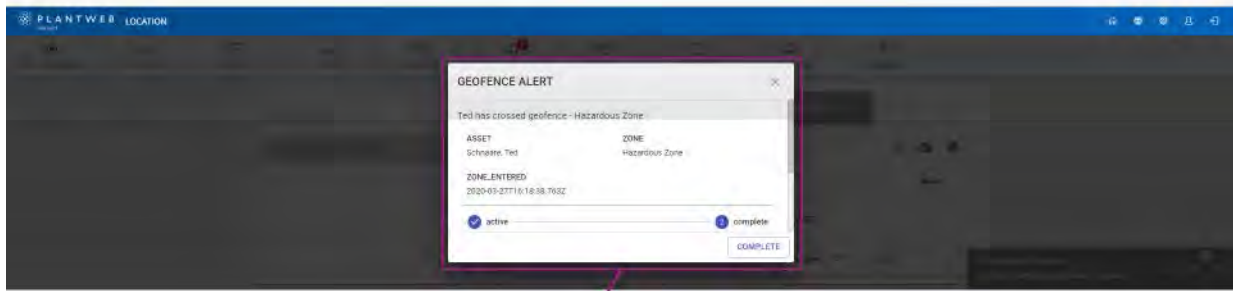 PLANTWEB LOCATION
GEOFENCE ALERT
Ted has crossed geofence - Hazardous Zone
ASSET ZONE
Schnaare, Ted Hazardous Zone
ZONE_ENTERED
2020-03-27T16:18:38.763Z
active 2 complete
COMPLETE